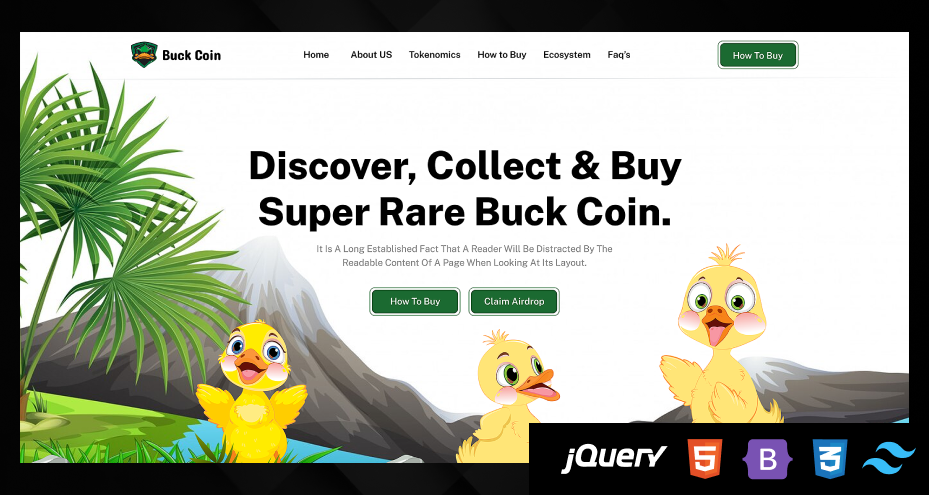 Buck Coin
Home About US Tokenomics How to Buy Ecosystem Faq's
How To Buy
Discover, Collect & Buy
Super Rare Buck Coin.
It Is A Long Established Fact That A Reader Will Be Distracted By The
Readable Content Of A Page When Looking At Its Layout.
How To Buy
Claim Airdrop
jQuery
5
B
3